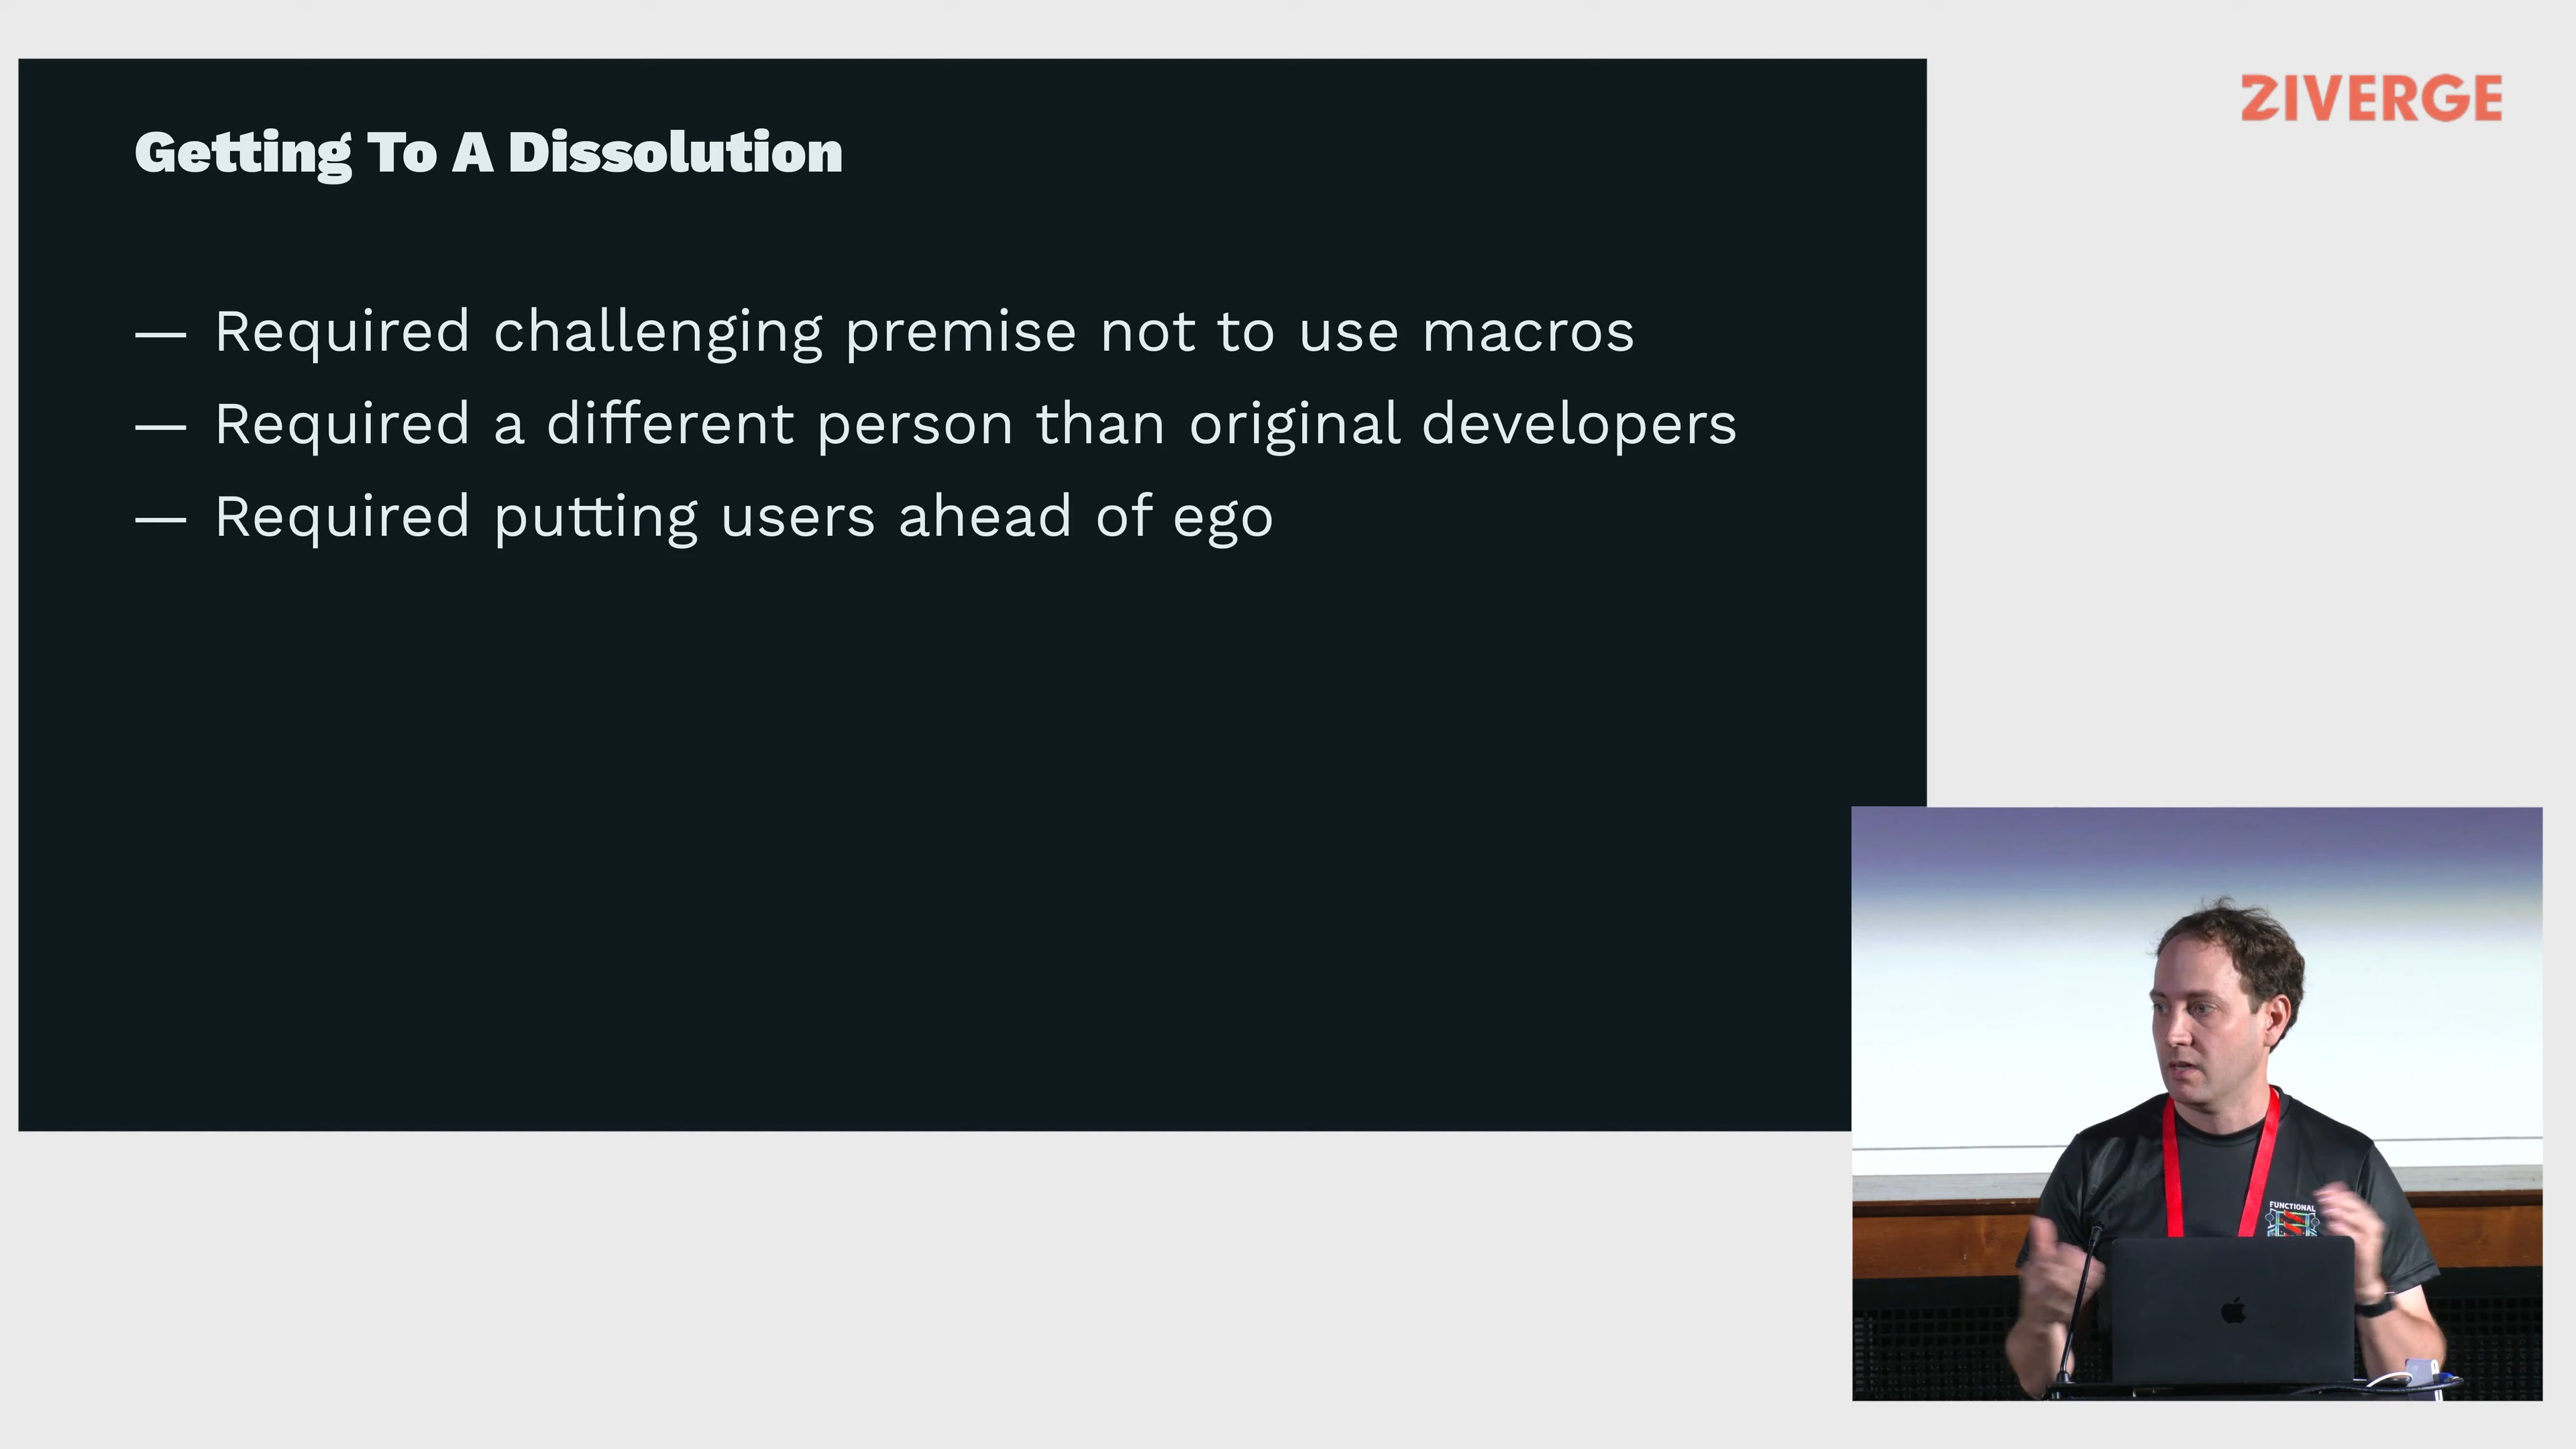 ZIVERGE
Getting To A Dissolution
— Required challenging premise not to use macros
— Required a different person than original developers
— Required putting users ahead of ego
FUNCTIONAL